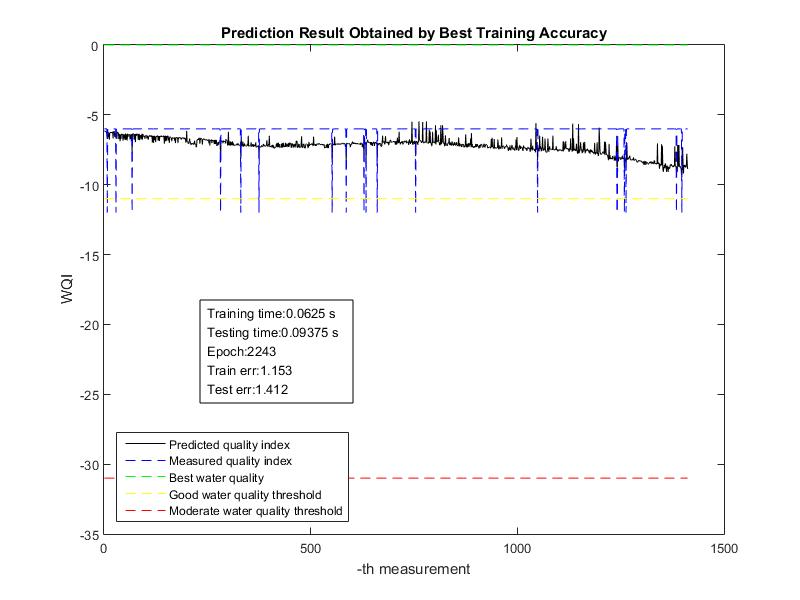 Prediction Result Obtained by Best Training Accuracy
0
-5
-10
-15
-20
-25
-30
-35
WQI
Training time:0.0625 s
Testing time:0.09375 s
Epoch:2243
Train err:1.153
Test err:1.412
Predicted quality index
Measured quality index
Best water quality
Good water quality threshold
Moderate water quality threshold
0 500 1000 1500
-th measurement